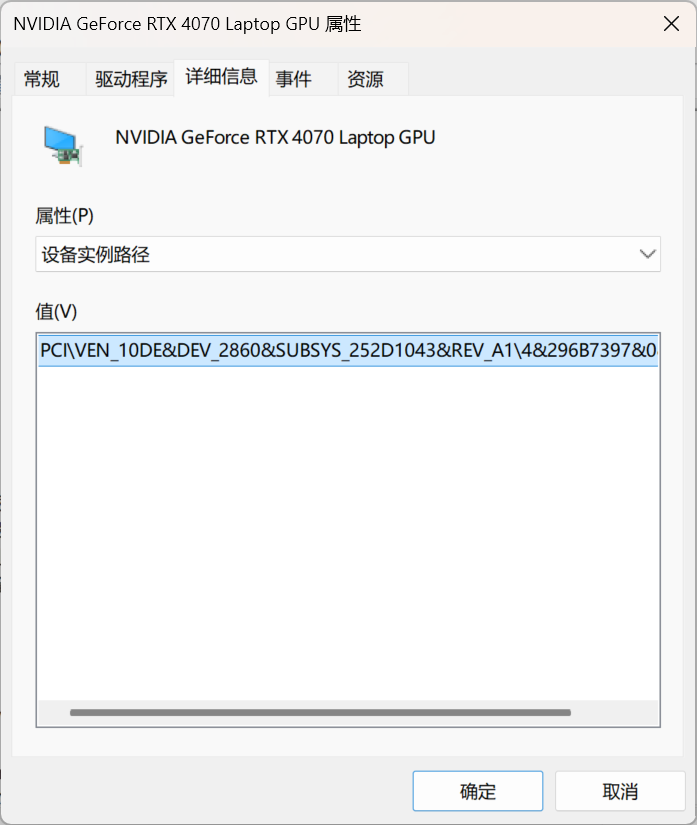 NVIDIA GeForce RTX 4070 Laptop GPU 属性
常规 驱动程序 详细信息 事件 资源
NVIDIA GeForce RTX 4070 Laptop GPU
属性(P)
设备实例路径
值(V)
PCI\VEN_10DE&DEV_2860&SUBSYS_252D1043&REV_A1\4&296B7397&0
确定 取消